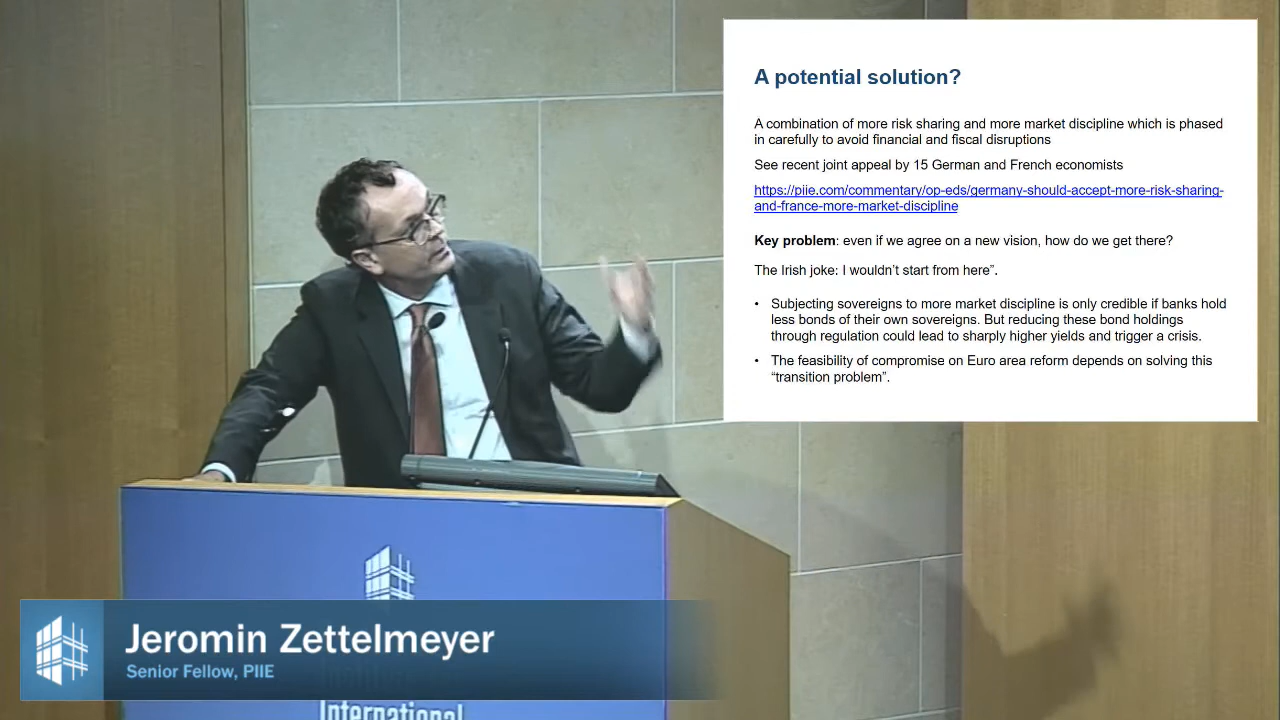 A potential solution?
A combination of more risk sharing and more market discipline which is phased
in carefully to avoid financial and fiscal disruptions
See recent joint appeal by 15 German and French economists
https://piie.com/commentary/op-eds/germany-should-accept-more-risk-sharing-
and-france-more-market-discipline
Key problem: even if we agree on a new vision, how do we get there?
The Irish joke: I wouldn't start from here”.
• Subjecting sovereigns to more market discipline is only credible if banks hold
less bonds of their own sovereigns. But reducing these bond holdings
through regulation could lead to sharply higher yields and trigger a crisis.
• The feasibility of compromise on Euro area reform depends on solving this
“transition problem”.
Jeromin Zettelmeyer
Senior Fellow, PIIE
International